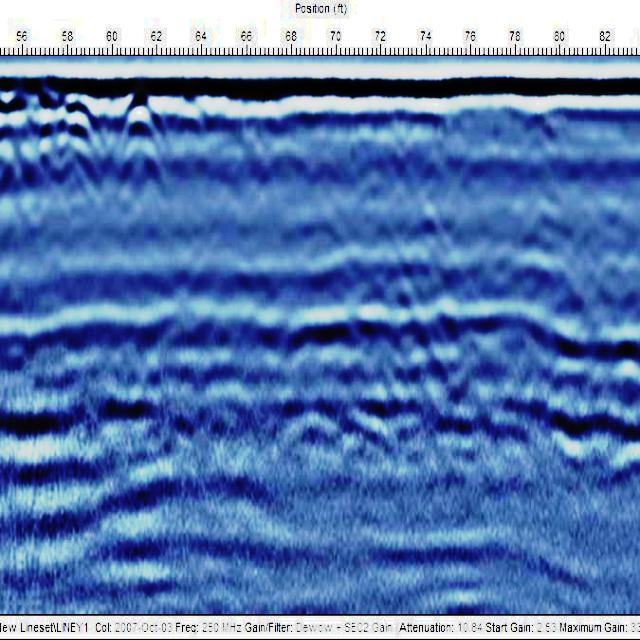 Position (ft)
56 58 60 62 64 66 68 70 72 74 76 78 80 82
New Lineset\LINEY1 Col: 2007-Oct-03 Freq: 250 MHz Gain/Filter: Dewow + SEC2 Gain (Attenuation: 10.84 Start Gain: 2.53 Maximum Gain: